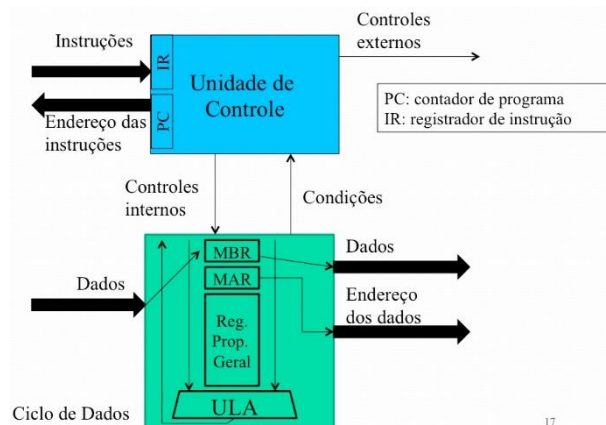 Controles
externos
Instruções
IR
Unidade de
Controle
PC
Endereço das
instruções
PC: contador de programa
IR: registrador de instrução
Controles
internos
Condições
MBR
Dados
MAR
Dados
Endereço
dos dados
Reg.
Prop.
Geral
ULA
Ciclo de Dados
17